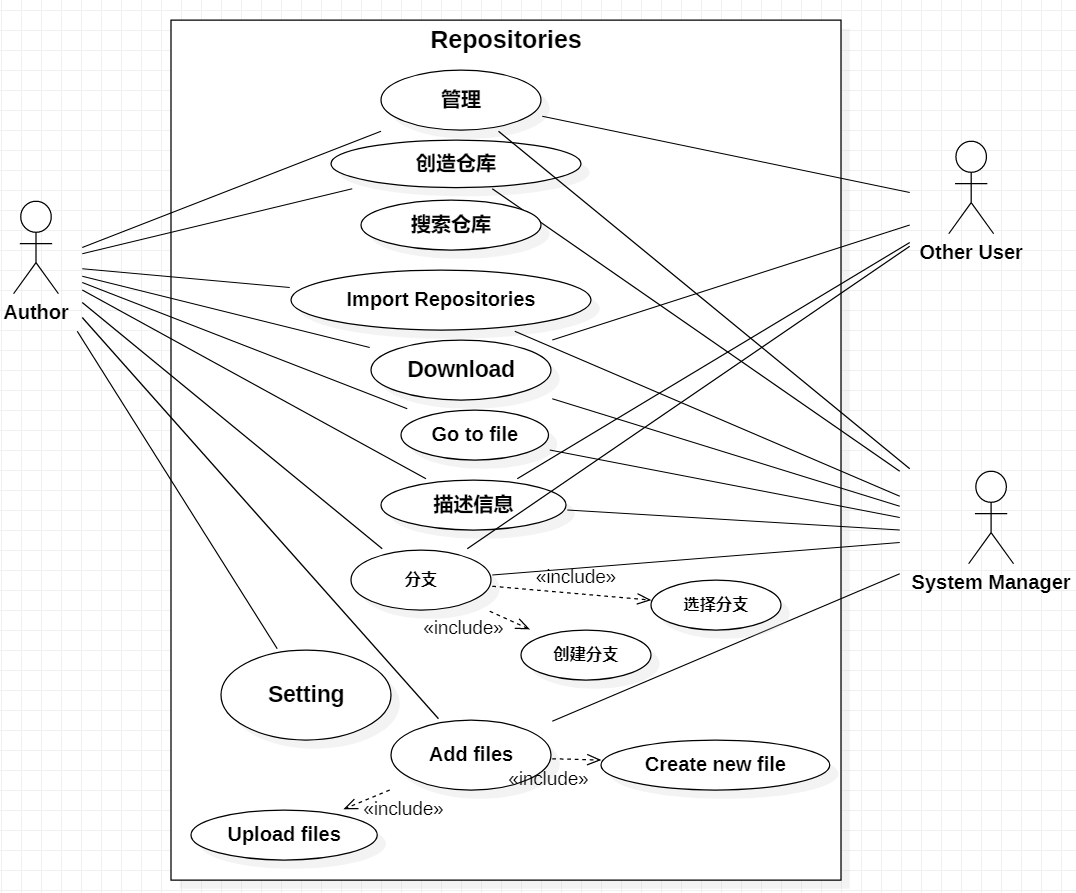 Repositories
管理
创造仓库
搜索仓库
Other User
Author
Import Repositories
Download
Go to file
描述信息
System Manager
分支
«include»
选择分支
«include»
创建分支
Setting
Add files
Create new file
«include»
«include»
Upload files